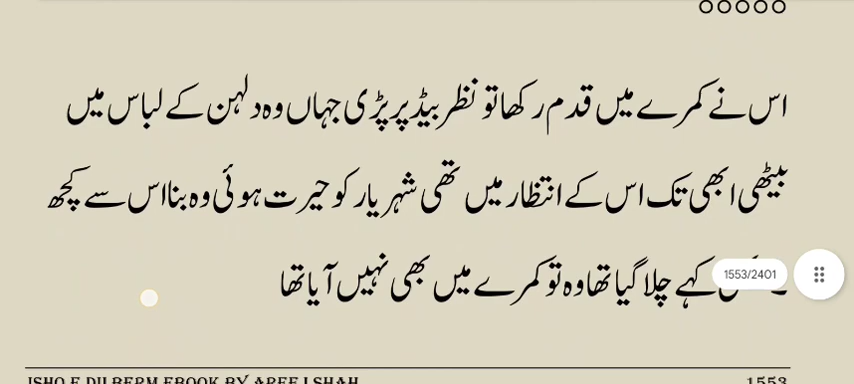 اس نے کمرے میں قدم رکھا تو نظر بیڈ پر پڑی جہاں وہ دلہن کے لباس میں
بیٹھی ابھی تک اس کے انتظار میں تھی شہریار کو حیرت ہوئی وہ بنا اس سے کچھ
کہے چلا گیا تھا وہ تو کمرے میں بھی نہیں آیا تھا
1553/2401
ISHQ E DILBERM EBOOK BY AREEJ SHAH
1553